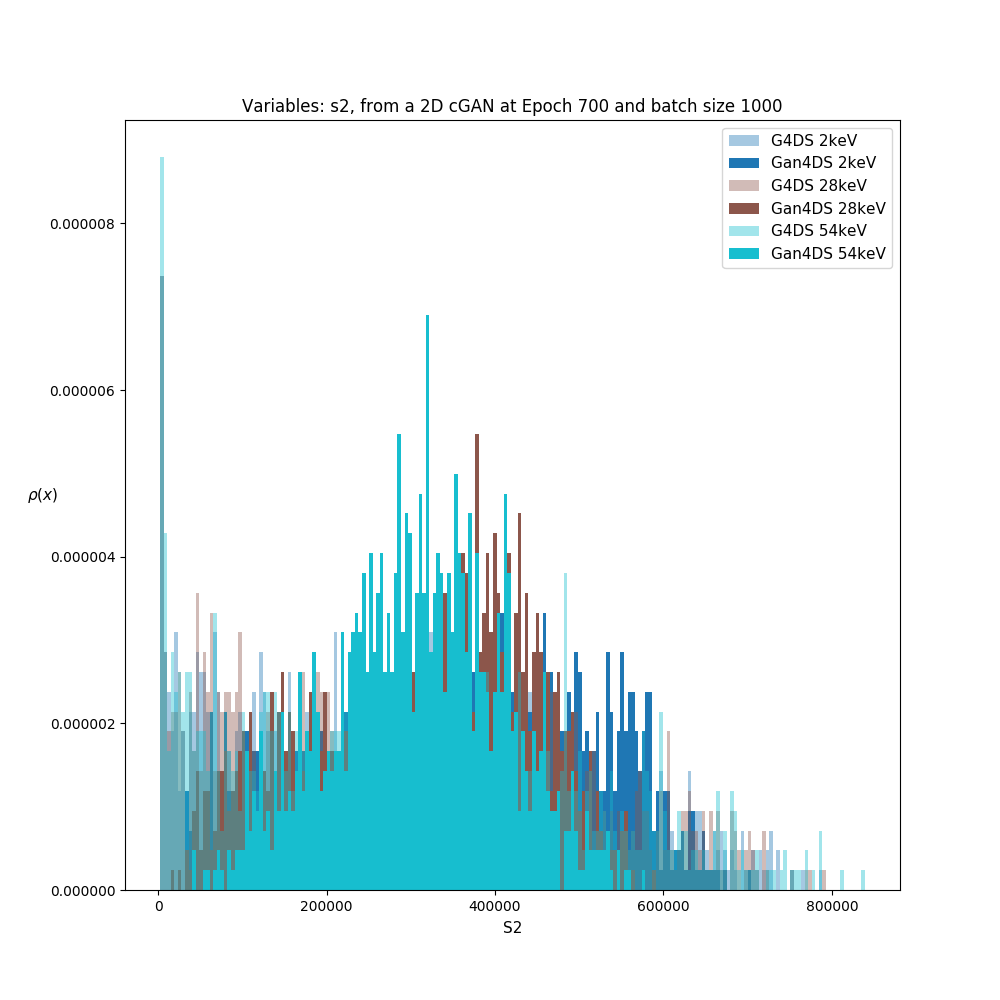 Variables: s2, from a 2D cGAN at Epoch 700 and batch size 1000
G4DS 2keV
Gan4DS 2keV
G4DS 28keV
Gan4DS 28keV
G4DS 54keV
Gan4DS 54keV
0.000008
0.000006
ρ(x)
0.000004
0.000002
0.000000
0 200000 400000 600000 800000
S2